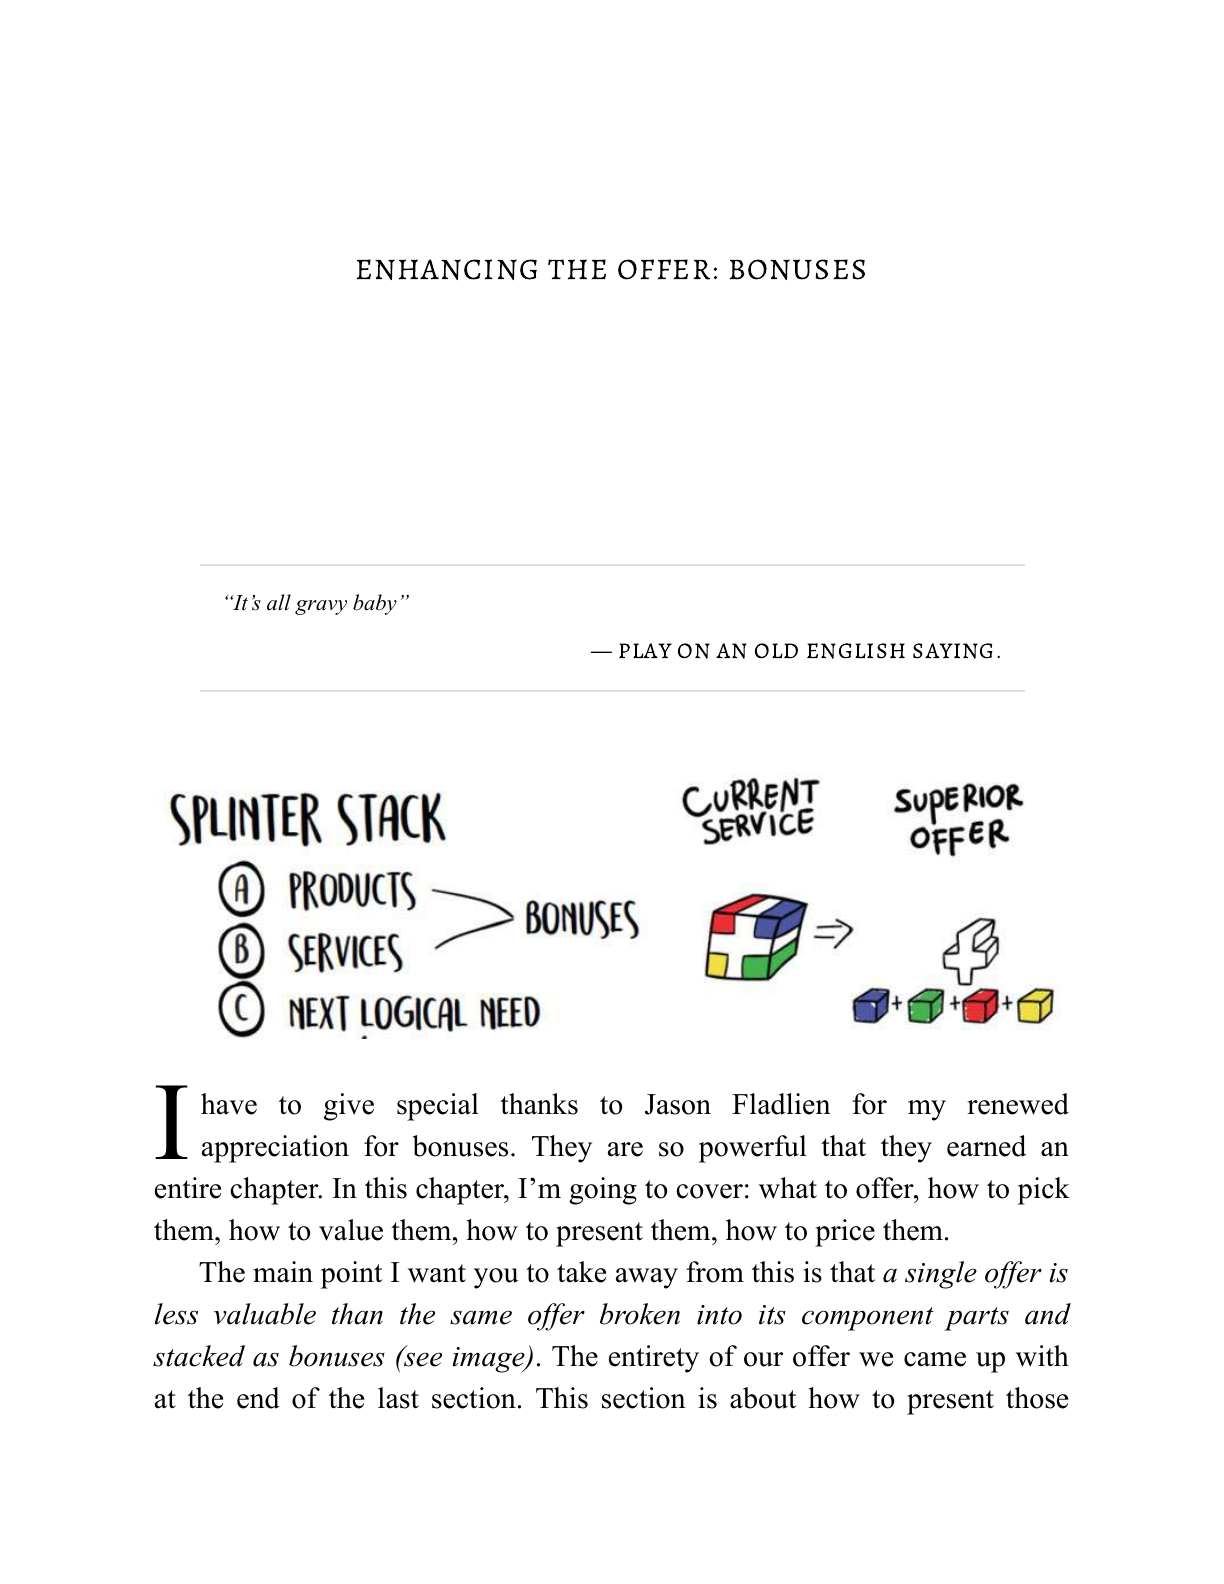 ENHANCING THE OFFER: BONUSES
“It’s all gravy baby”
— PLAY ON AN OLD ENGLISH SAYING.
SPLINTER STACK
A PRODUCTS
B SERVICES
BONUSES
C NEXT LOGICAL NEED
CURRENT
SERVICE
SUPERIOR
OFFER
+ + +
I have to give special thanks to Jason Fladlien for my renewed
appreciation for bonuses. They are so powerful that they earned an
entire chapter. In this chapter, I’m going to cover: what to offer, how to pick
them, how to value them, how to present them, how to price them.
The main point I want you to take away from this is that a single offer is
less valuable than the same offer broken into its component parts and
stacked as bonuses (see image). The entirety of our offer we came up with
at the end of the last section. This section is about how to present those